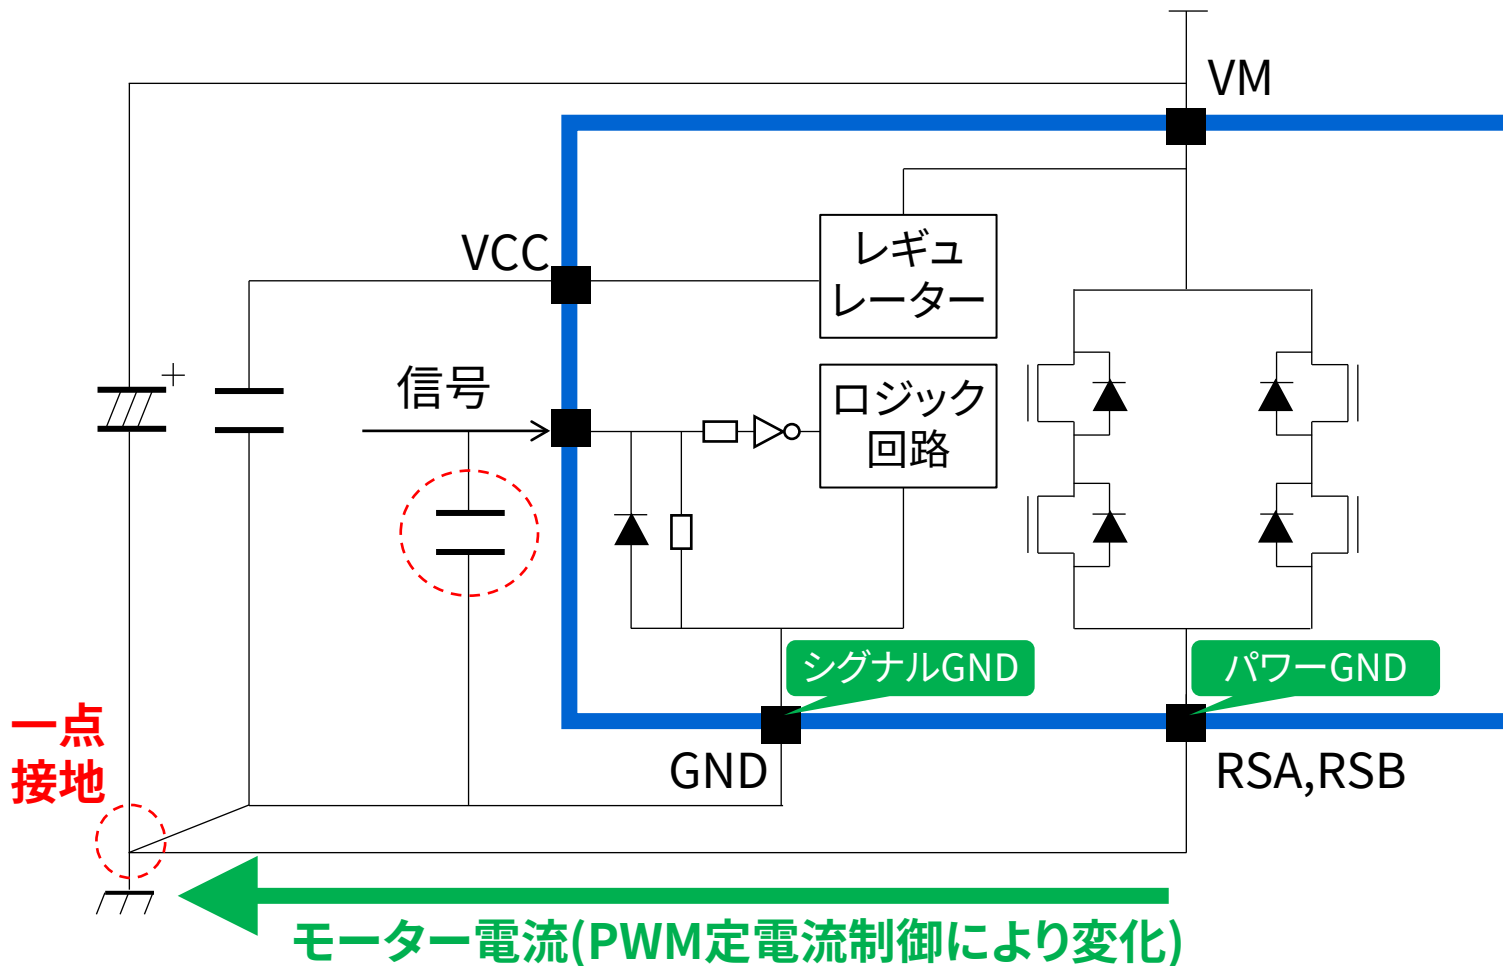 VM
VCC
レギュ
レーター
信号
ロジック
回路
シグナルGND
パワーGND
一点
接地
GND
RSA,RSB
モーター電流(PWM定電流制御により変化)